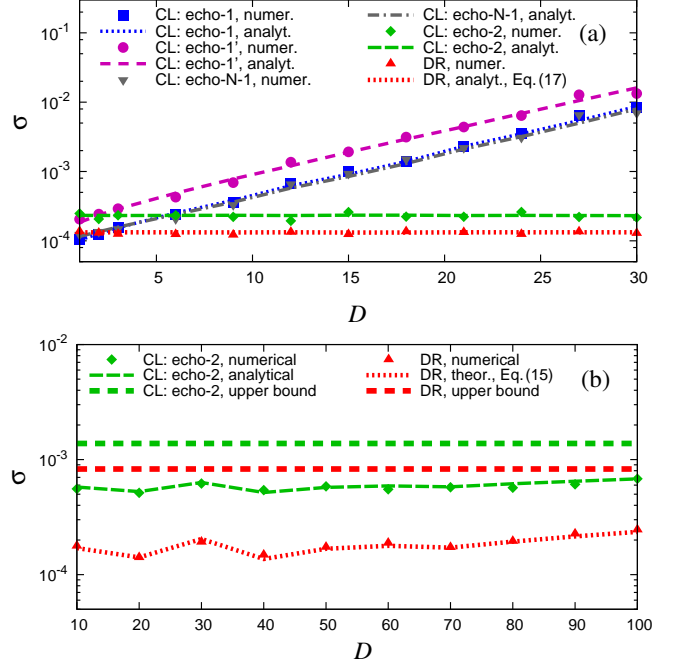 CL: echo-1, numer.
CL: echo-1, analyt.
CL: echo-1’, numer.
CL: echo-1’, analyt.
CL: echo-N-1, numer.
CL: echo-N-1, analyt.
CL: echo-2, numer.
CL: echo-2, analyt.
DR, numer.
DR, analyt., Eq. (17)
(a)
σ
10⁻¹
10⁻²
10⁻³
10⁻⁴
5 10 15 20 25 30
D
CL: echo-2, numerical
CL: echo-2, analytical
CL: echo-2, upper bound
DR, numerical
DR, theor., Eq. (15)
DR, upper bound
(b)
σ
10⁻²
10⁻³
10⁻⁴
10 20 30 40 50 60 70 80 90 100
D